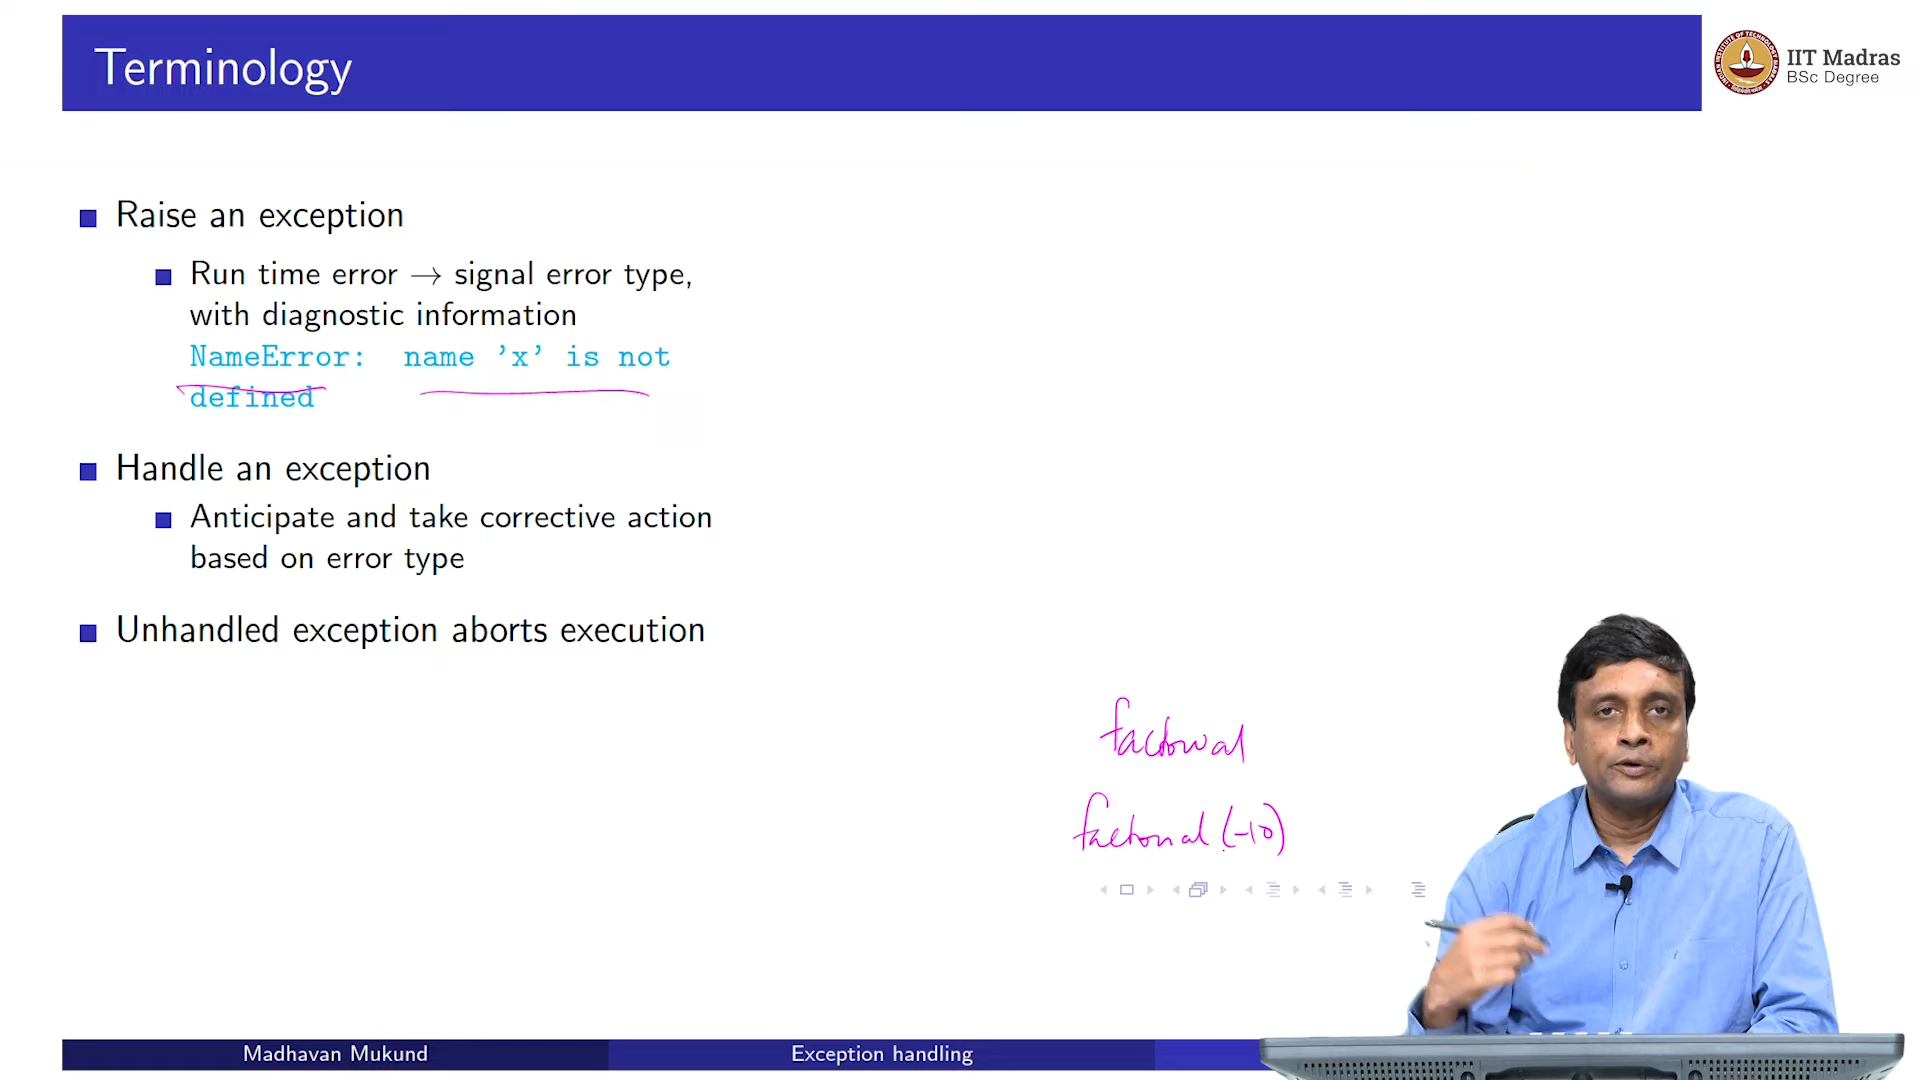 Terminology
IIT Madras
BSc Degree
Raise an exception
Run time error → signal error type,
with diagnostic information
NameError: name 'x' is not
defined
Handle an exception
Anticipate and take corrective action
based on error type
Unhandled exception aborts execution
factorial
factorial (-10)
Madhavan Mukund
Exception handling